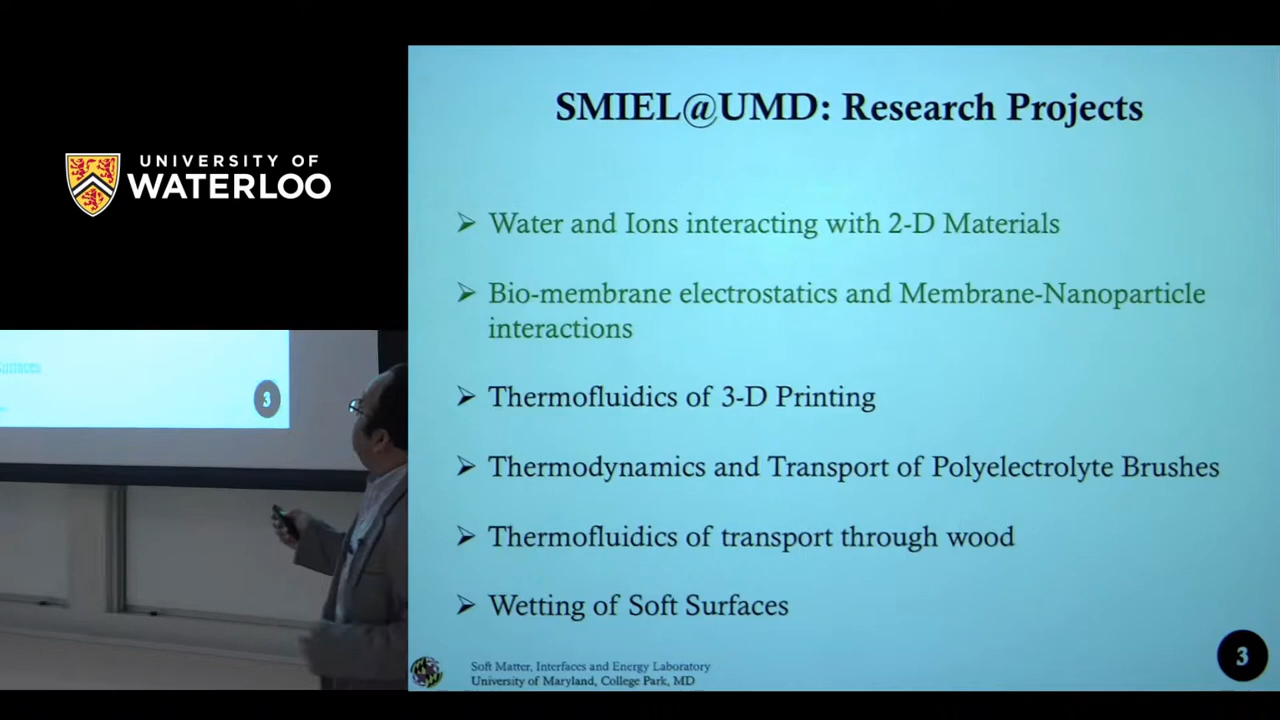 UNIVERSITY OF
WATERLOO
SMIEL@UMD: Research Projects
Water and Ions interacting with 2-D Materials
Bio-membrane electrostatics and Membrane-Nanoparticle
interactions
Thermofluidics of 3-D Printing
Thermodynamics and Transport of Polyelectrolyte Brushes
Thermofluidics of transport through wood
Wetting of Soft Surfaces
Soft Matter, Interfaces and Energy Laboratory
University of Maryland, College Park, MD
3
Surfaces
3